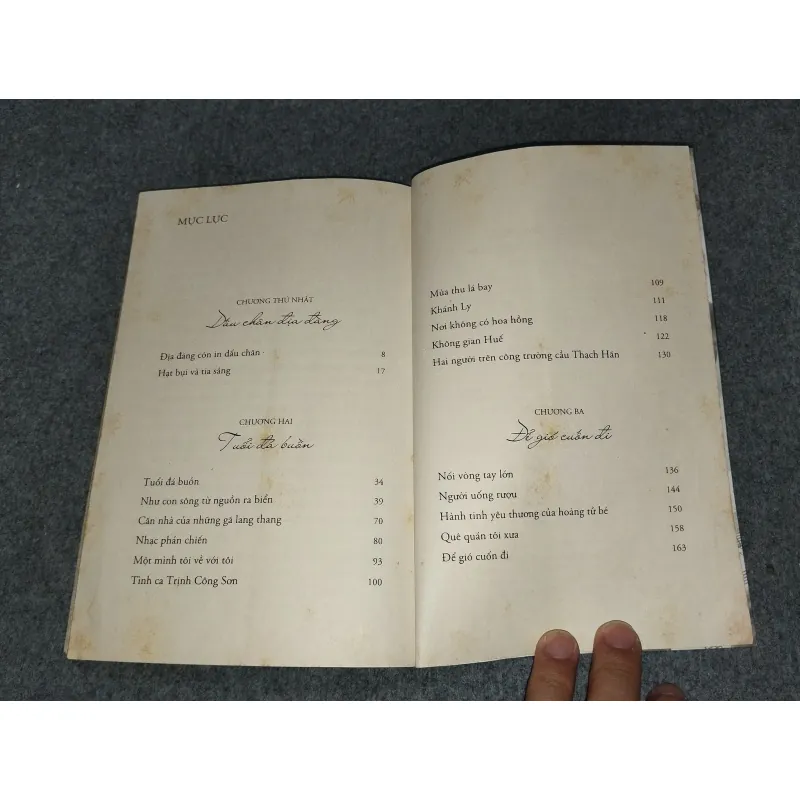 MỤC LỤC
CHƯƠNG THỨ NHẤT
Dấu chân địa đàng
Địa đàng còn in dấu chân 8
Hạt bụi và tia sáng 17
CHƯƠNG HAI
Tuổi đá buồn
Tuổi đá buồn 34
Như con sông từ nguồn ra biển 39
Căn nhà của những gã lang thang 70
Nhạc phản chiến 80
Một mình tôi về với tôi 93
Tình ca Trịnh Công Sơn 100
Mùa thu lá bay 109
Khánh Ly 111
Nơi không có hoa hồng 118
Không gian Huế 122
Hai người trên công trường cầu Thạch Hãn 130
CHƯƠNG BA
Để gió cuốn đi
Nối vòng tay lớn 136
Người uống rượu 144
Hành tinh yêu thương của hoàng tử bé 150
Quê quán tôi xưa 158
Để gió cuốn đi 163